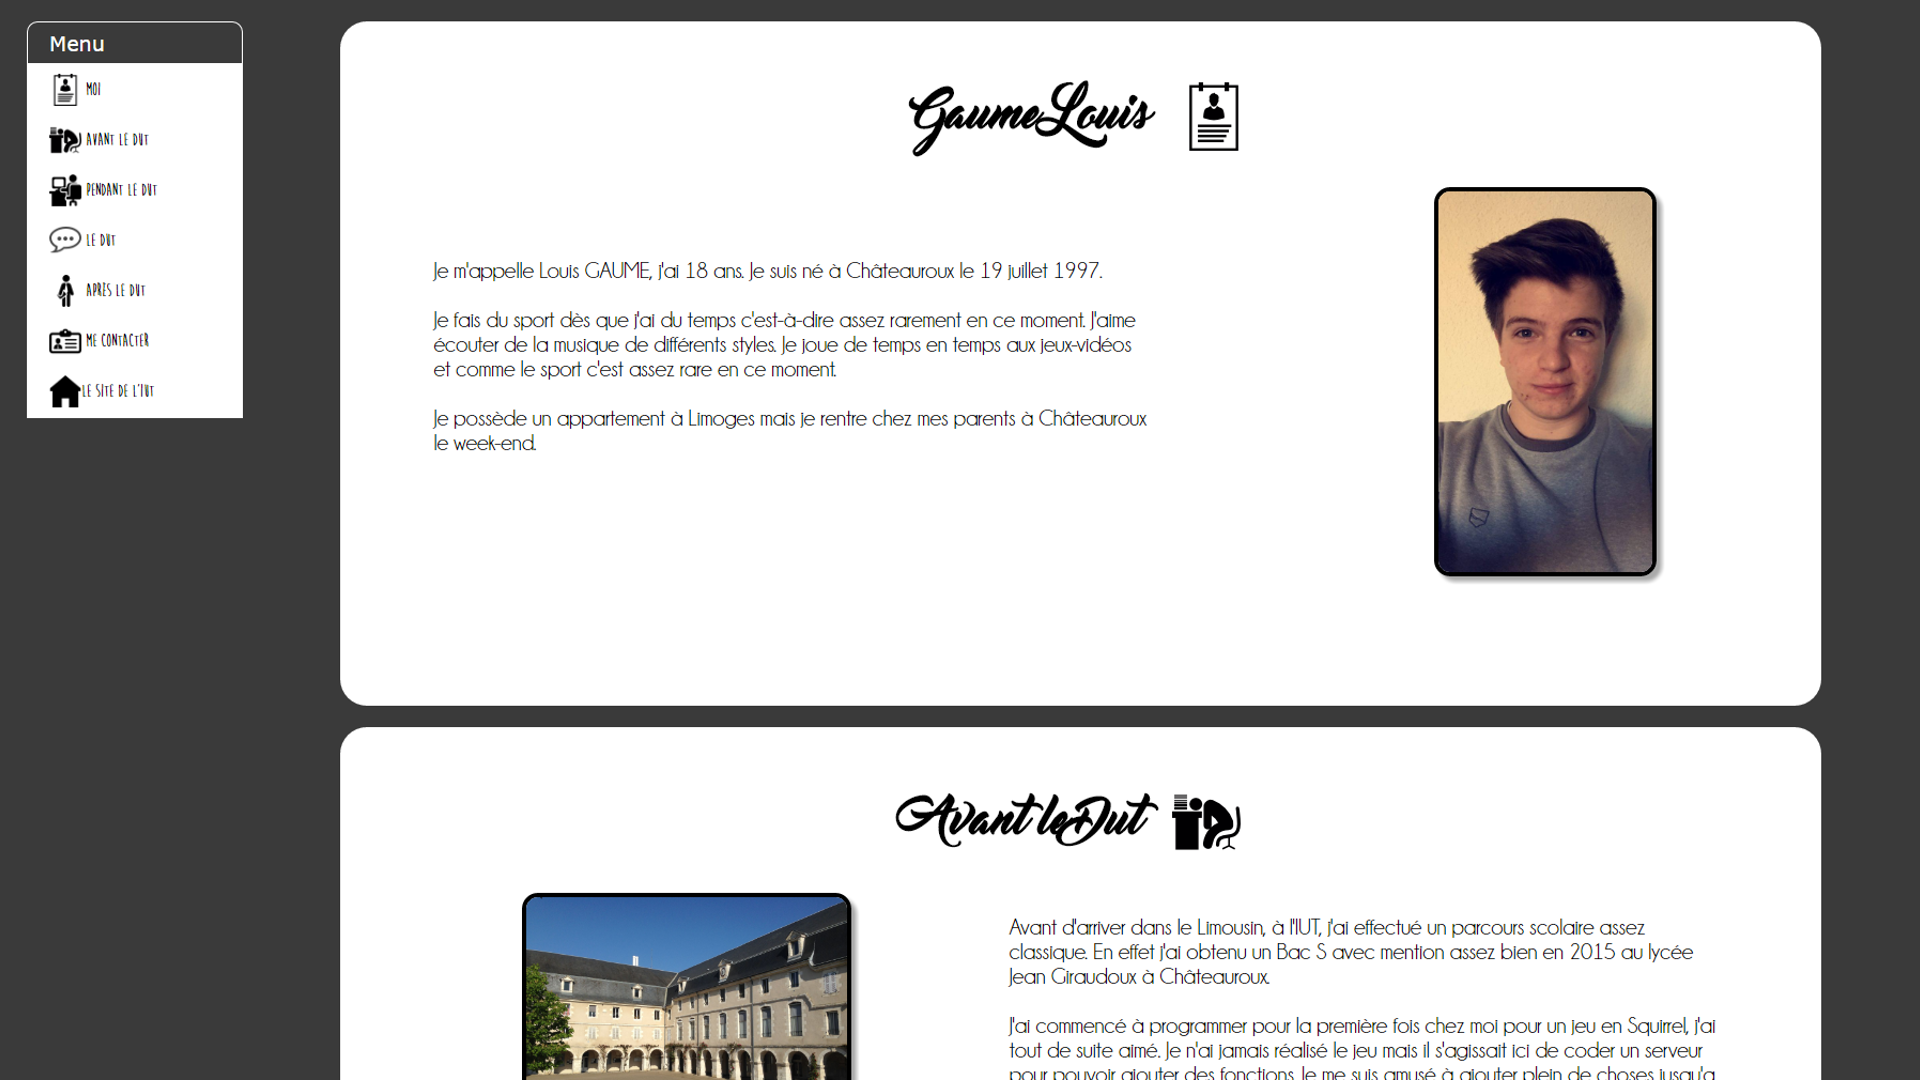 Menu
MOI
AVANT LE DUT
PENDANT LE DUT
LE DUT
APRÈS LE DUT
ME CONTACTER
LE SITE DE L'IUT
Gaume Louis
Je m'appelle Louis GAUME, j'ai 18 ans. Je suis né à Châteauroux le 19 juillet 1997.
Je fais du sport dès que j'ai du temps c'est-à-dire assez rarement en ce moment. J'aime
écouter de la musique de différents styles. Je joue de temps en temps aux jeux-vidéos
et comme le sport c'est assez rare en ce moment.
Je possède un appartement à Limoges mais je rentre chez mes parents à Châteauroux
le week-end.
Avant le Dut
Avant d'arriver dans le Limousin, à l'IUT, j'ai effectué un parcours scolaire assez
classique. En effet j'ai obtenu un Bac S avec mention assez bien en 2015 au lycée
Jean Giraudoux à Châteauroux.
J'ai commencé à programmer pour la première fois chez moi pour un jeu en Squirrel, j'ai
tout de suite aimé. Je n'ai jamais réalisé le jeu mais il s'agissait ici de coder un serveur
pour pouvoir ajouter des fonctions. Je me suis amusé à ajouter plein de choses jusqu'a